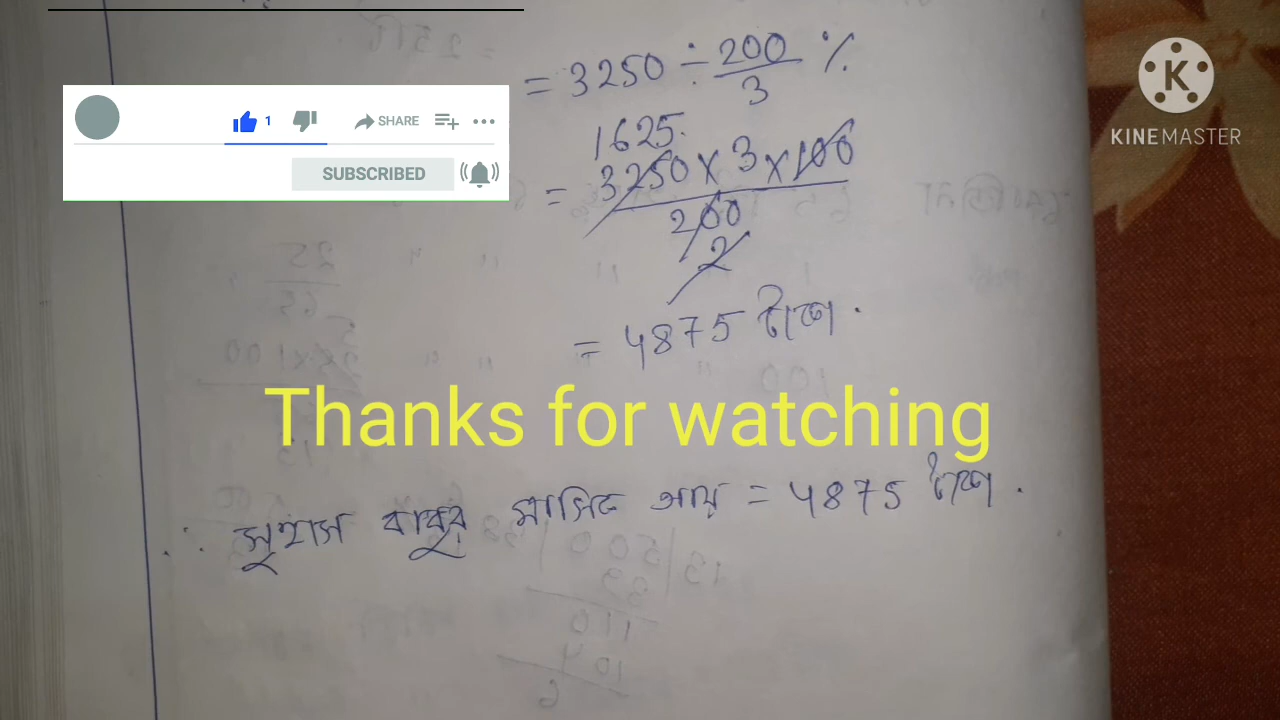 = 3250 ÷ 200/3 %
1625
= 3250 x 3 x 100
200
2
= 4875 টাকা.
1 SHARE
SUBSCRIBED
K
KINEMASTER
Thanks for watching
∴ সুহাস বাবুর মাসিক আয় = 4875 টাকা.